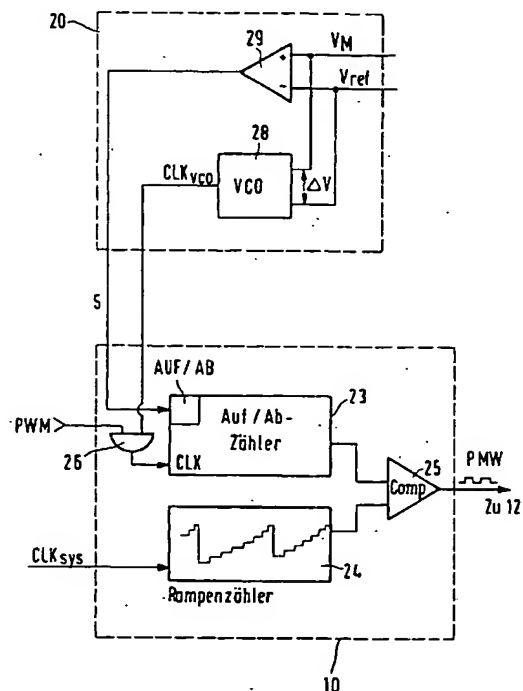 20
29
VM
Vref
28
CLKVCO
VCO
ΔV
S
AUF/AB
23
Auf/Ab-
Zähler
PWM
26
CLK
25
Comp
PMW
Zu 12
CLKSYS
24
Rampenzähler
10